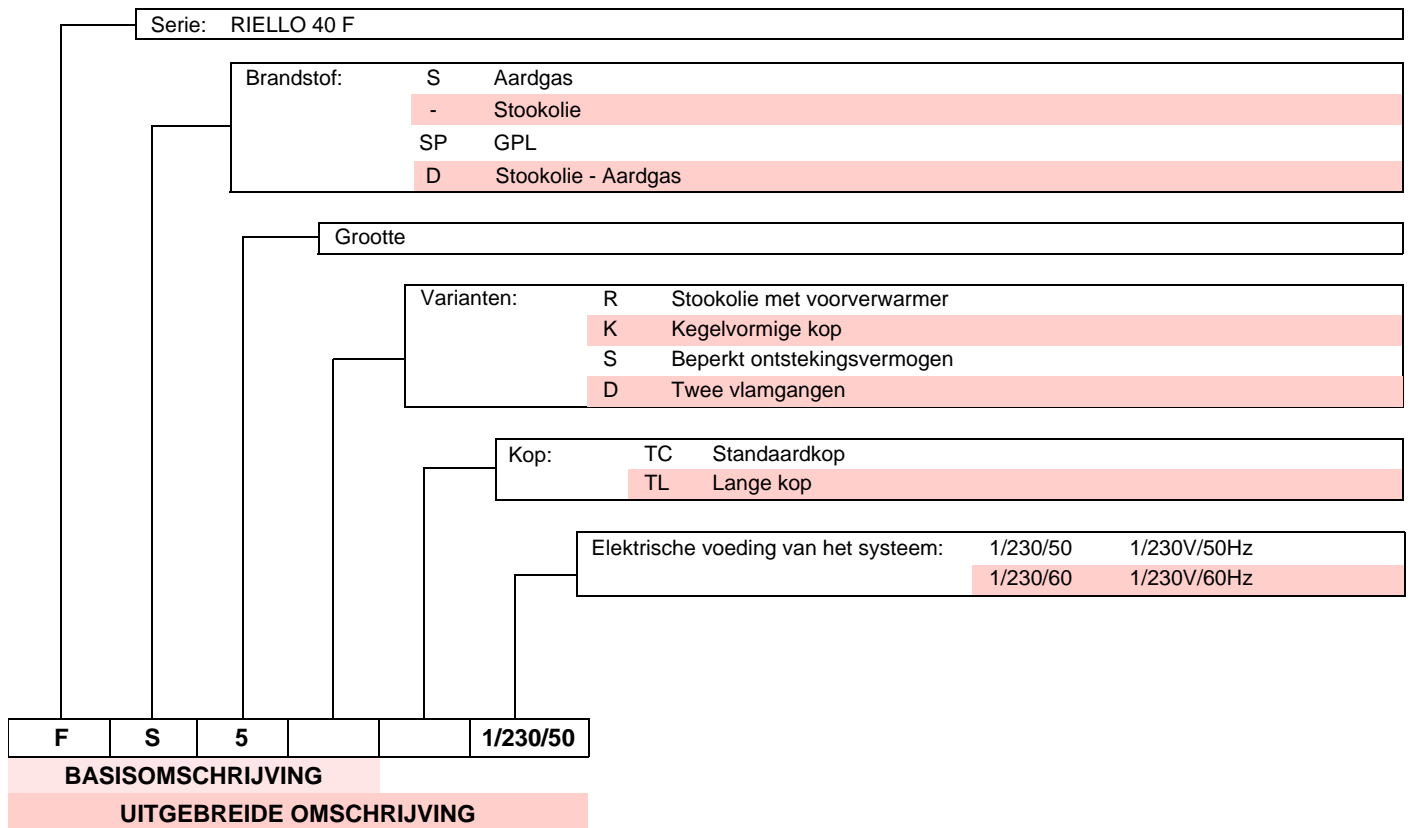 Serie: RIELLO 40 F
Brandstof: S Aardgas
- Stookolie
SP GPL
D Stookolie - Aardgas
Grootte
Varianten: R Stookolie met voorverwarmer
K Kegelvormige kop
S Beperkt ontstekingsvermogen
D Twee vlamgangen
Kop: TC Standaardkop
TL Lange kop
Elektrische voeding van het systeem: 1/230/50 1/230V/50Hz
1/230/60 1/230V/60Hz
F S 5 1/230/50
BASISOMSCHRIJVING
UITGEBREIDE OMSCHRIJVING